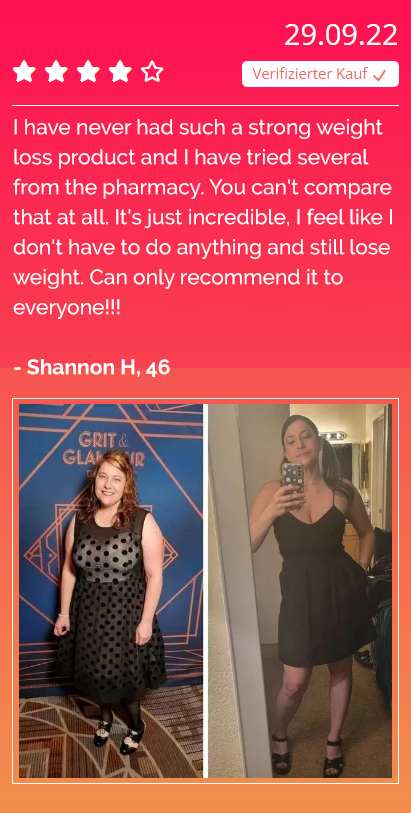 29.09.22
Verifizierter Kauf
I have never had such a strong weight
loss product and I have tried several
from the pharmacy. You can't compare
that at all. It's just incredible, I feel like I
don't have to do anything and still lose
weight. Can only recommend it to
everyone!!!
- Shannon H, 46
GRIT &
GLAMOUR